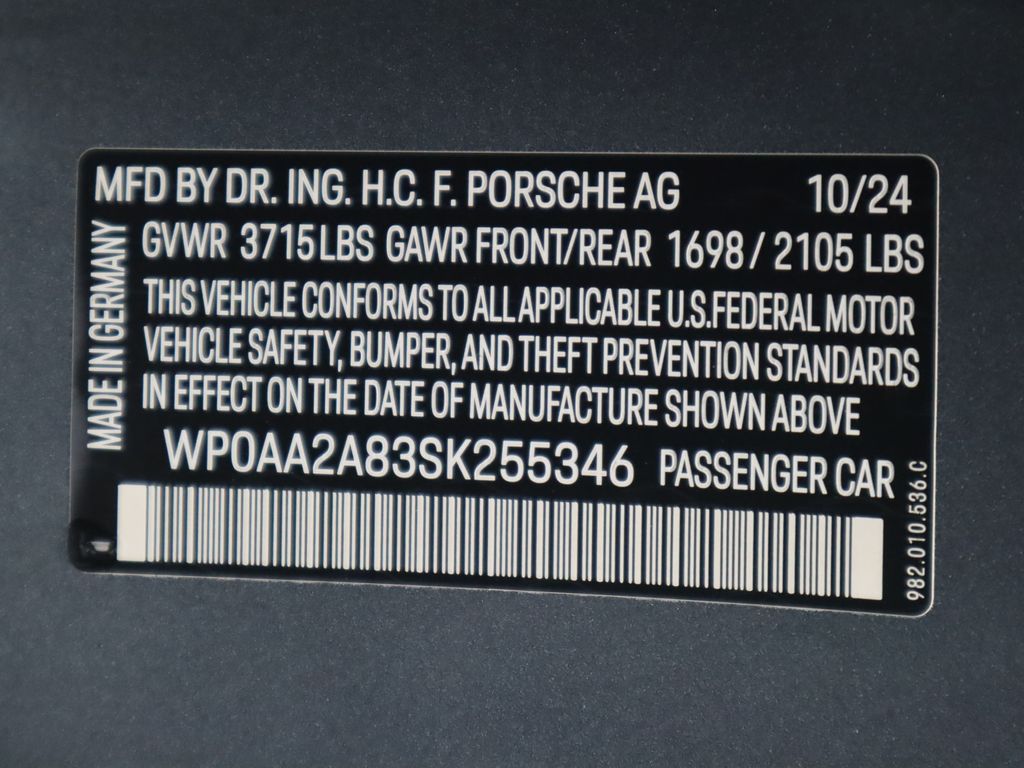 MFD BY DR. ING. H.C. F. PORSCHE AG 10/24
GVWR 3715 LBS GAWR FRONT/REAR 1698 / 2105 LBS
THIS VEHICLE CONFORMS TO ALL APPLICABLE U.S.FEDERAL MOTOR
VEHICLE SAFETY, BUMPER, AND THEFT PREVENTION STANDARDS
IN EFFECT ON THE DATE OF MANUFACTURE SHOWN ABOVE
WP0AA2A83SK255346 PASSENGER CAR
MADE IN GERMANY
982.010.536.C